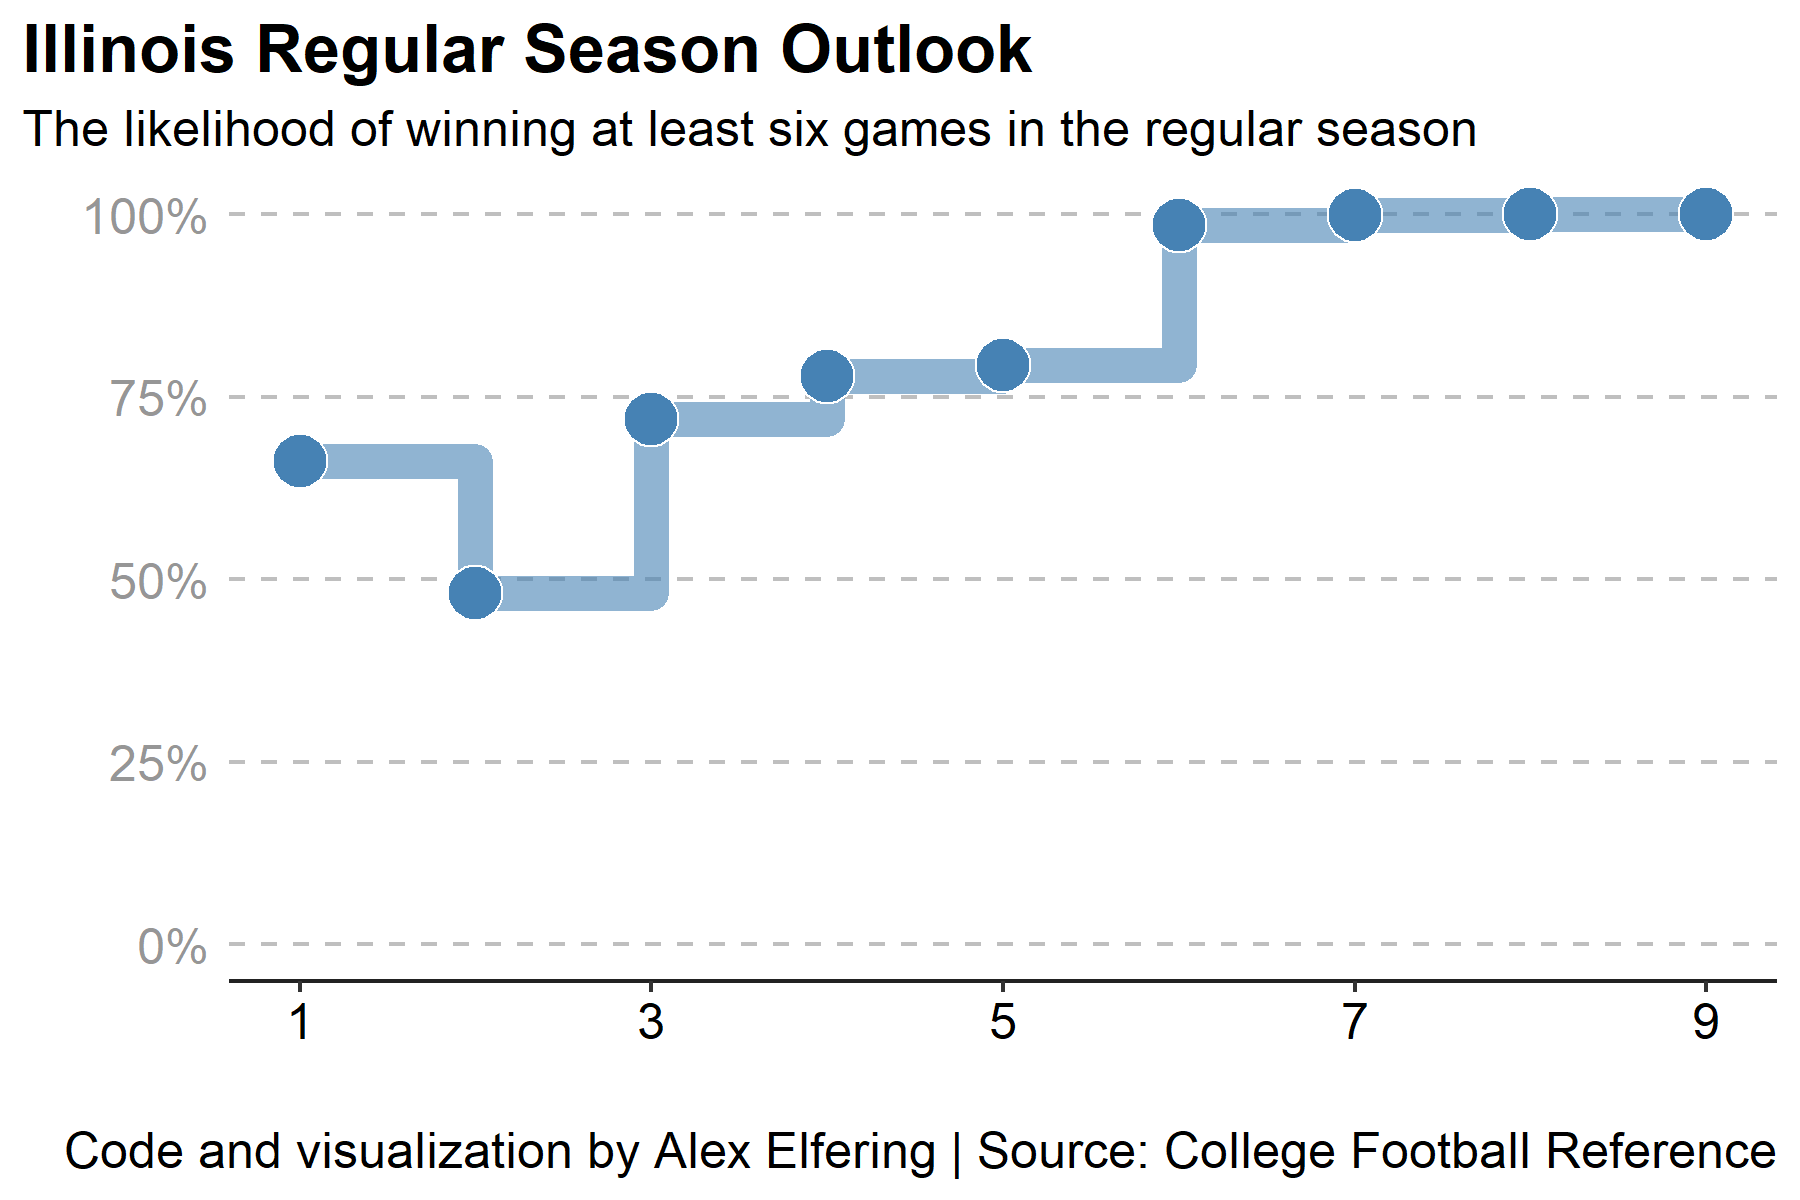 Illinois Regular Season Outlook
The likelihood of winning at least six games in the regular season
100%
75%
50%
25%
0%
1 3 5 7 9
Code and visualization by Alex Elfering | Source: College Football Reference